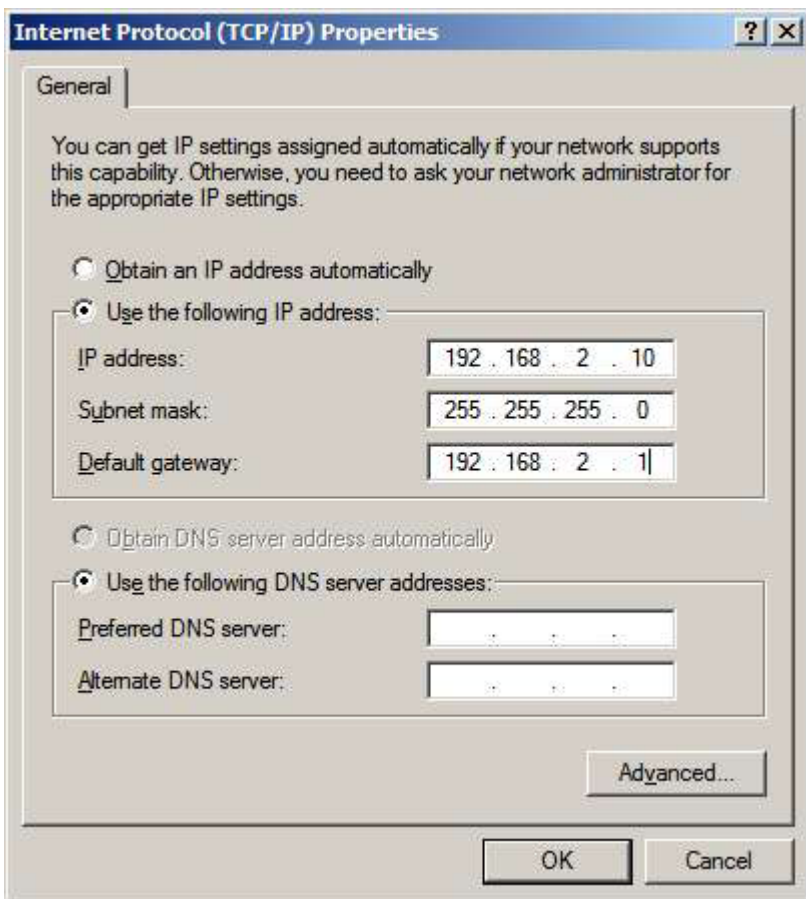 Internet Protocol (TCP/IP) Properties
General
You can get IP settings assigned automatically if your network supports
this capability. Otherwise, you need to ask your network administrator for
the appropriate IP settings.
Obtain an IP address automatically
Use the following IP address:
IP address: 192 . 168 . 2 . 10
Subnet mask: 255 . 255 . 255 . 0
Default gateway: 192 . 168 . 2 . 1
Obtain DNS server address automatically
Use the following DNS server addresses:
Preferred DNS server: . . .
Alternate DNS server: . . .
Advanced...
OK Cancel